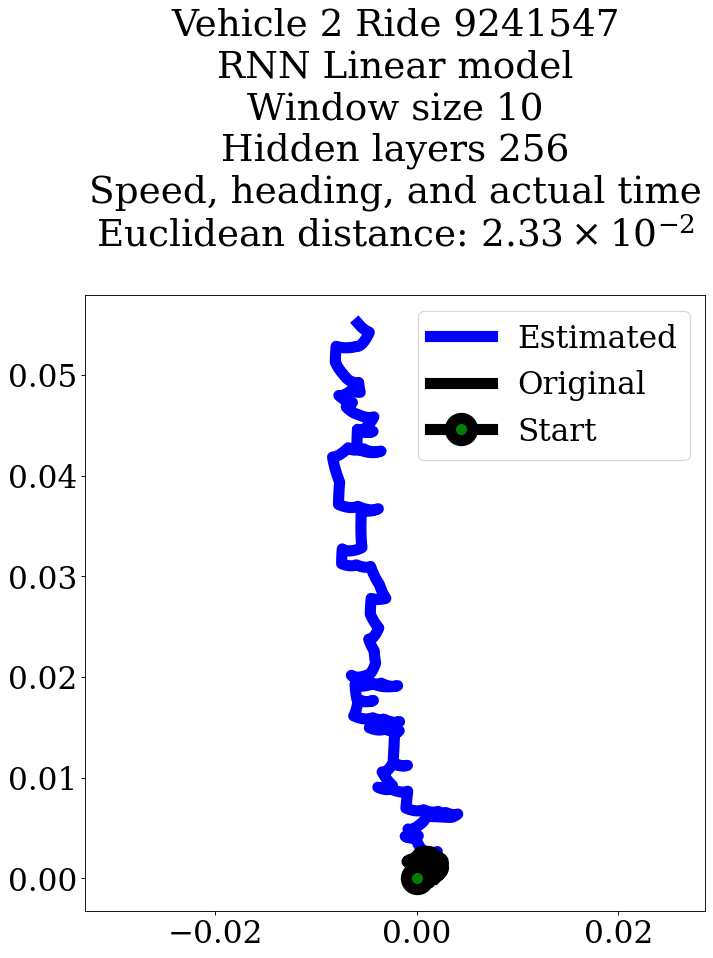 Vehicle 2 Ride 9241547
RNN Linear model
Window size 10
Hidden layers 256
Speed, heading, and actual time
Euclidean distance: 2.33 × 10⁻²
Estimated
Original
Start
0.05
0.04
0.03
0.02
0.01
0.00
−0.02 0.00 0.02